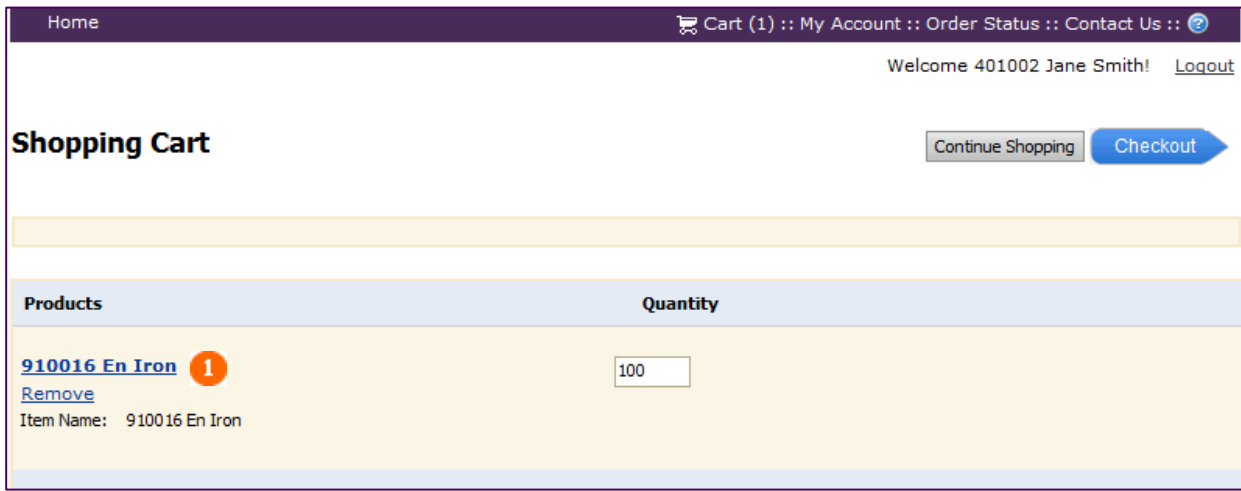 Home
Cart (1) :: My Account :: Order Status :: Contact Us :: ?
Welcome 401002 Jane Smith! Logout
Shopping Cart
Continue Shopping
Checkout
Products Quantity
910016 En Iron 1
100
Remove
Item Name: 910016 En Iron